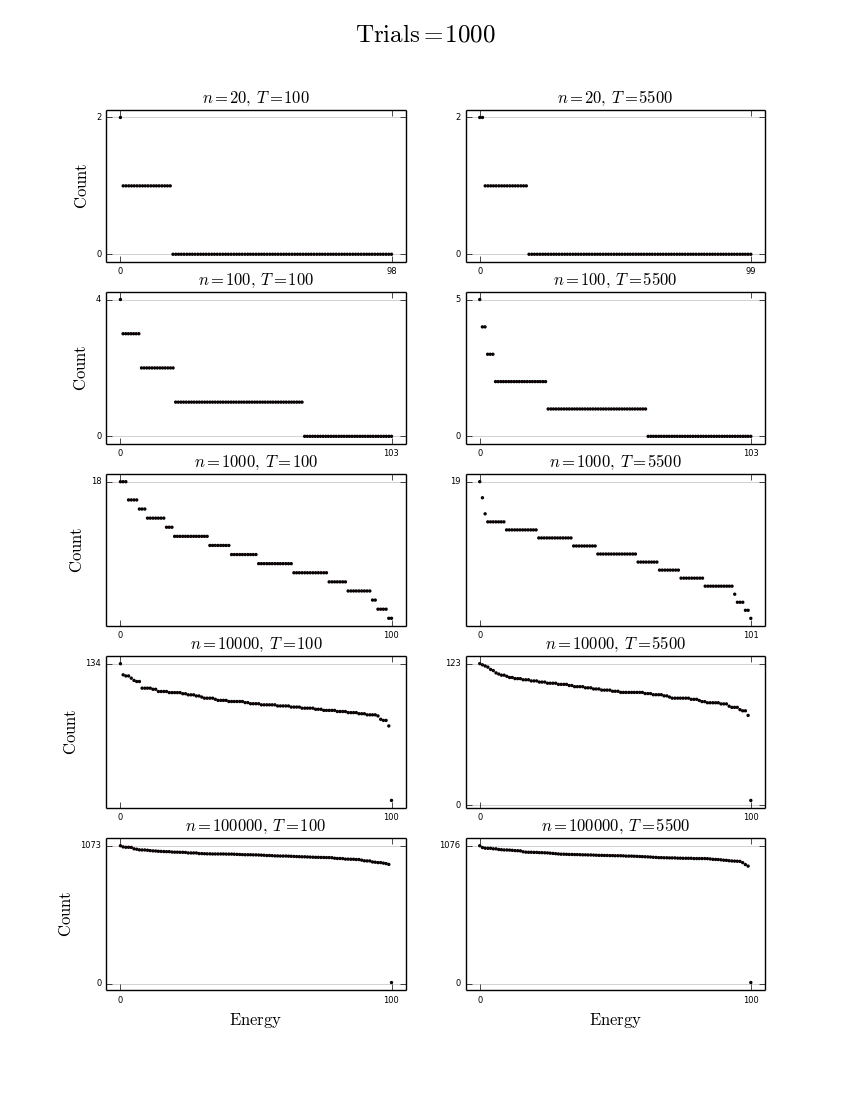 Trials = 1000
n = 20, T = 100
n = 20, T = 5500
2
Count
0
0
98
2
0
0
99
n = 100, T = 100
n = 100, T = 5500
4
Count
0
0
103
5
0
0
103
n = 1000, T = 100
n = 1000, T = 5500
18
Count
0
100
19
0
101
n = 10000, T = 100
n = 10000, T = 5500
134
Count
0
100
123
0
0
100
n = 100000, T = 100
n = 100000, T = 5500
1073
Count
0
0
100
1076
0
0
100
Energy
Energy